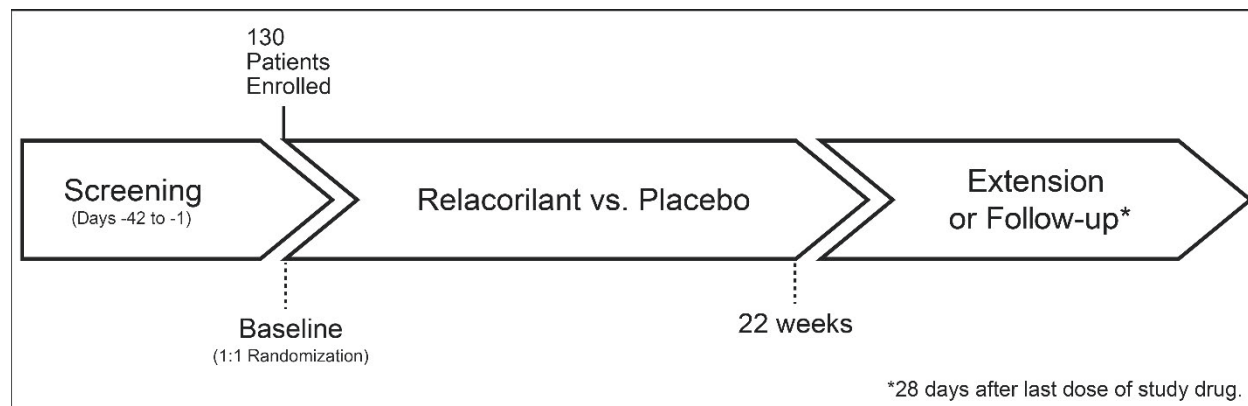 130
Patients
Enrolled
Screening
(Days -42 to -1)
Relacorilant vs. Placebo
Extension
or Follow-up*
Baseline
(1:1 Randomization)
22 weeks
*28 days after last dose of study drug.